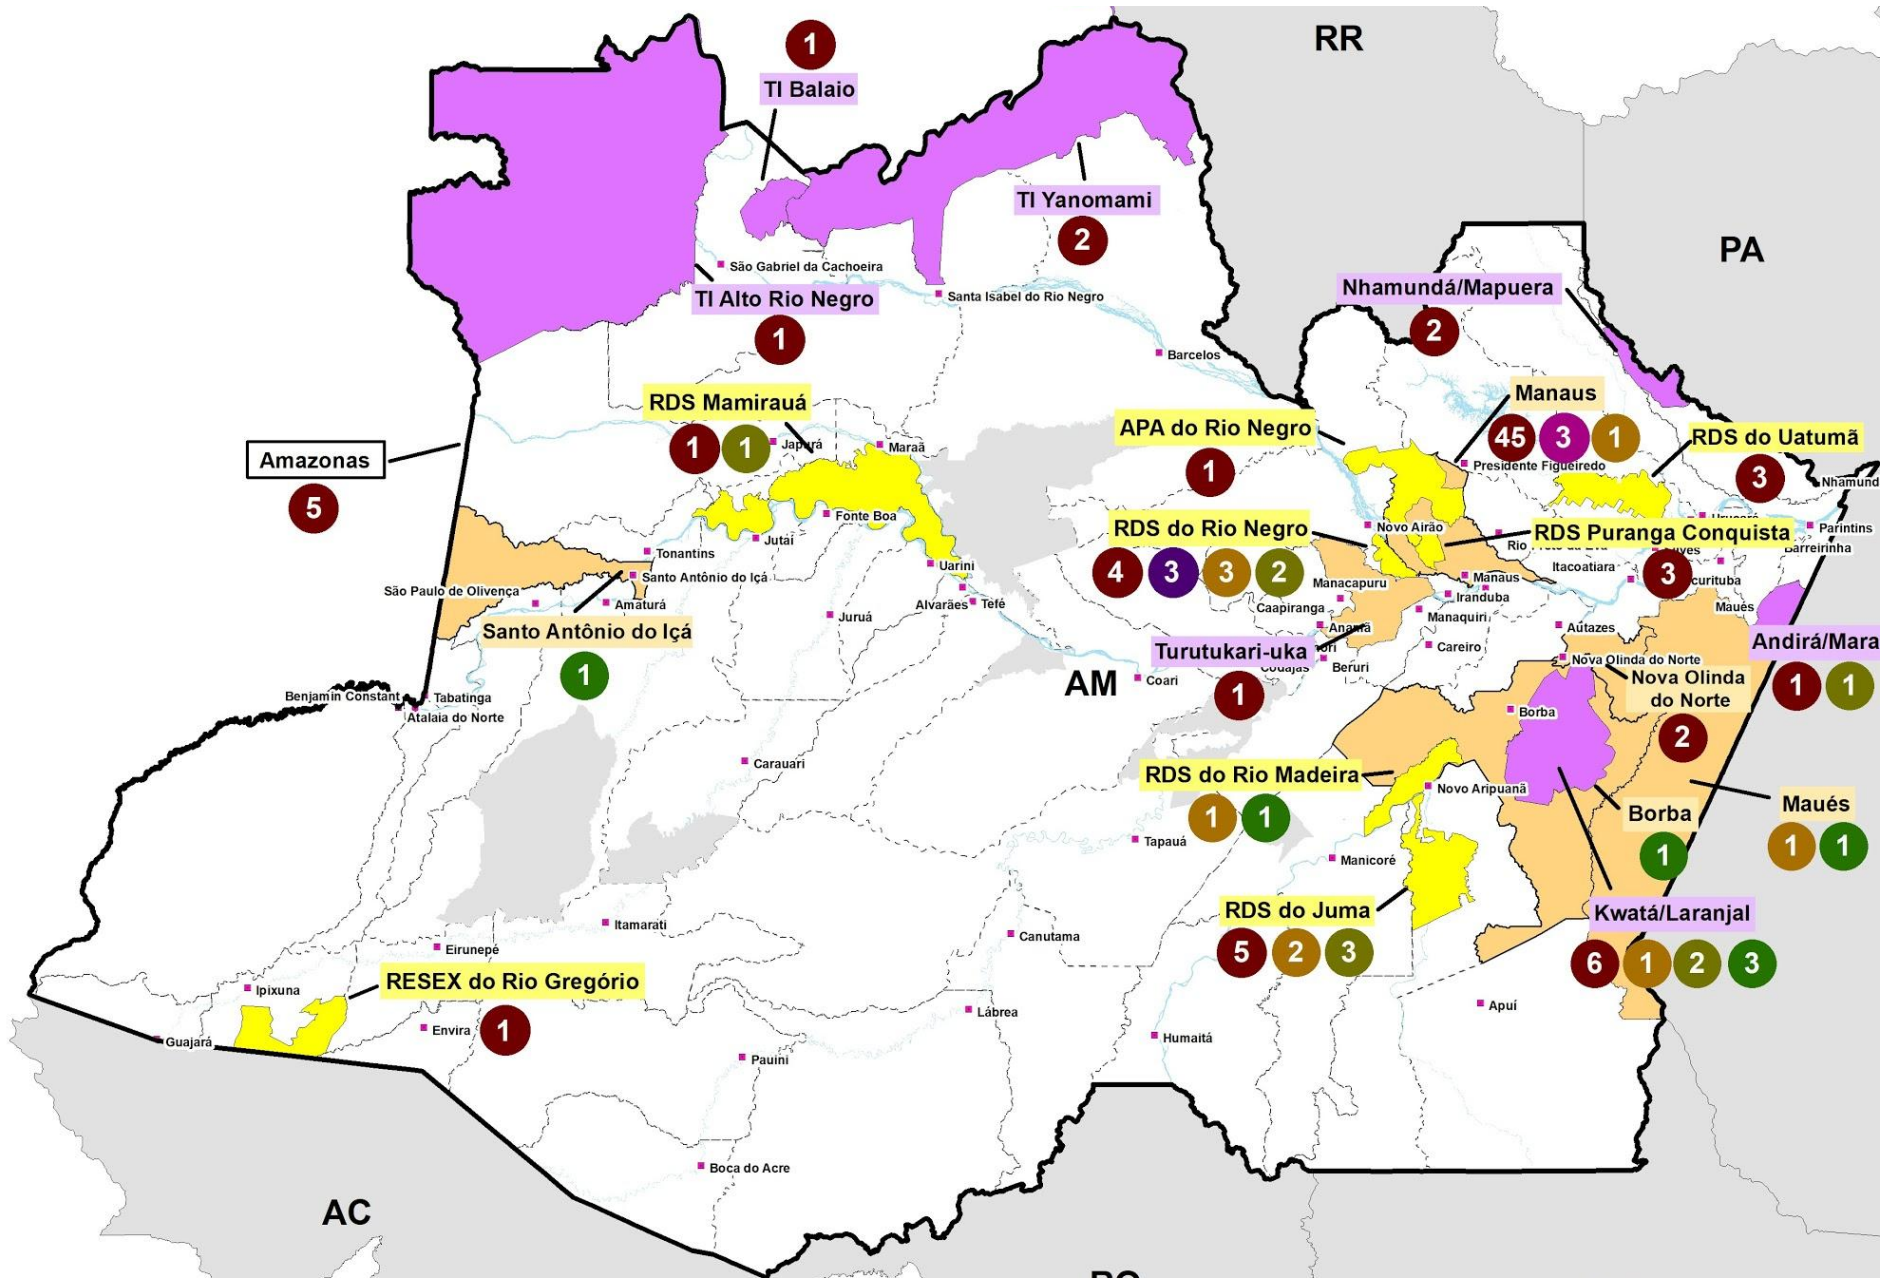 RR
1
TI Balaio
TI Yanomami
2
PA
São Gabriel da Cachoeira
Nhamundá/Mapuera
2
TI Alto Rio Negro
1
Santa Isabel do Rio Negro
Barcelos
RDS Mamirauá
1 1
Japurá
Maraã
Manaus
45 3 1
APA do Rio Negro
1
RDS do Uatumã
3
Amazonas
5
Presidente Figueiredo
Fonte Boa
Jutaí
Tonantins
Santo Antônio do Içá
São Paulo de Olivença
Amaturá
Uarini
Alvarães
Tefé
Juruá
RDS do Rio Negro
4 3 3 2
Novo Airão
RDS Puranga Conquista
3
Parintins
Barreirinha
Itacoatiara
Manacapuru
Manaus
Iranduba
Caapiranga
Manaquiri
Anamã
Careiro
Autazes
Maués
Santo Antônio do Içá
1
Turutukari-uka
1
Beruri
Andirá/Mara
1 1
Nova Olinda do Norte
Nova Olinda
do Norte
2
Benjamin Constant
Tabatinga
Atalaia do Norte
AM
Coari
Borba
Carauari
RDS do Rio Madeira
1 1
Novo Aripuanã
Borba
1
Maués
1 1
Tapauá
Manicoré
Kwatá/Laranjal
6 1 2 3
RDS do Juma
5 2 3
Itamarati
Eirunepé
Canutama
RESEX do Rio Gregório
1
Ipixuna
Guajará
Envira
Lábrea
Apuí
Humaitá
Pauini
Boca do Acre
AC